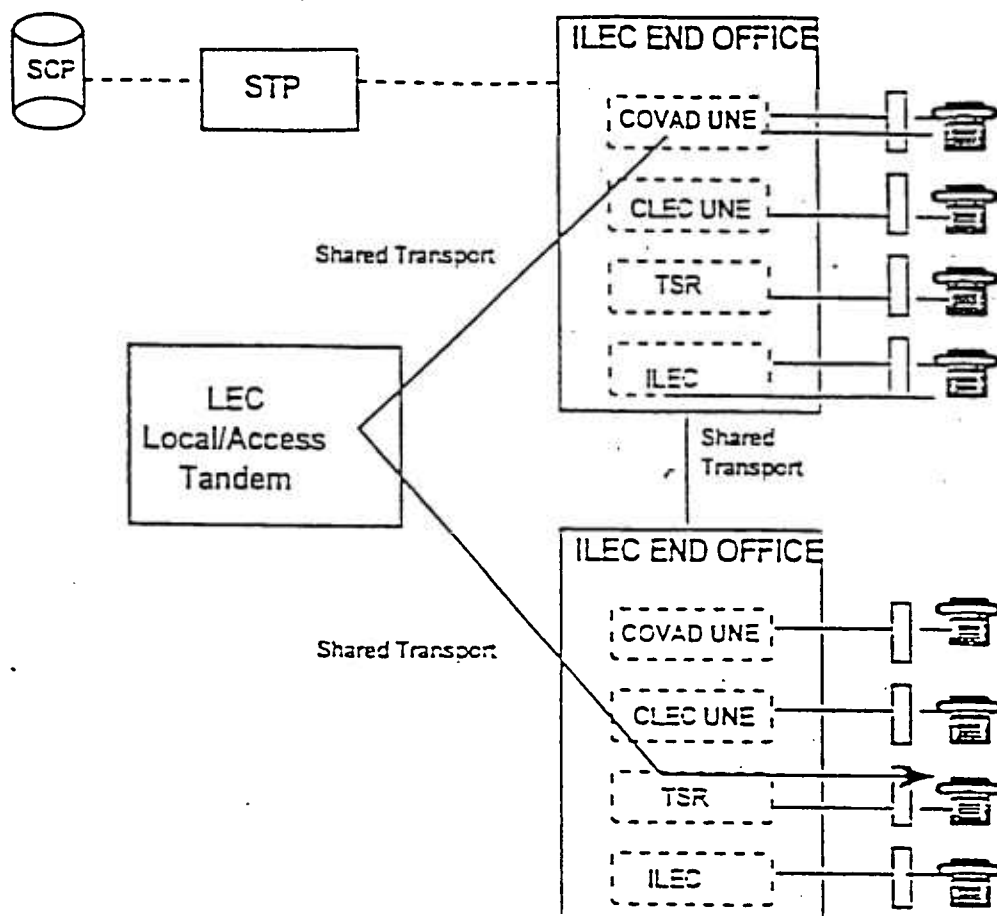 SCP
STP
ILEC END OFFICE
COVAD UNE
CLEC UNE
TSR
ILEC
Shared Transport
LEC
Local/Access
Tandem
Shared
Transport
ILEC END OFFICE
COVAD UNE
CLEC UNE
TSR
ILEC
Shared Transport